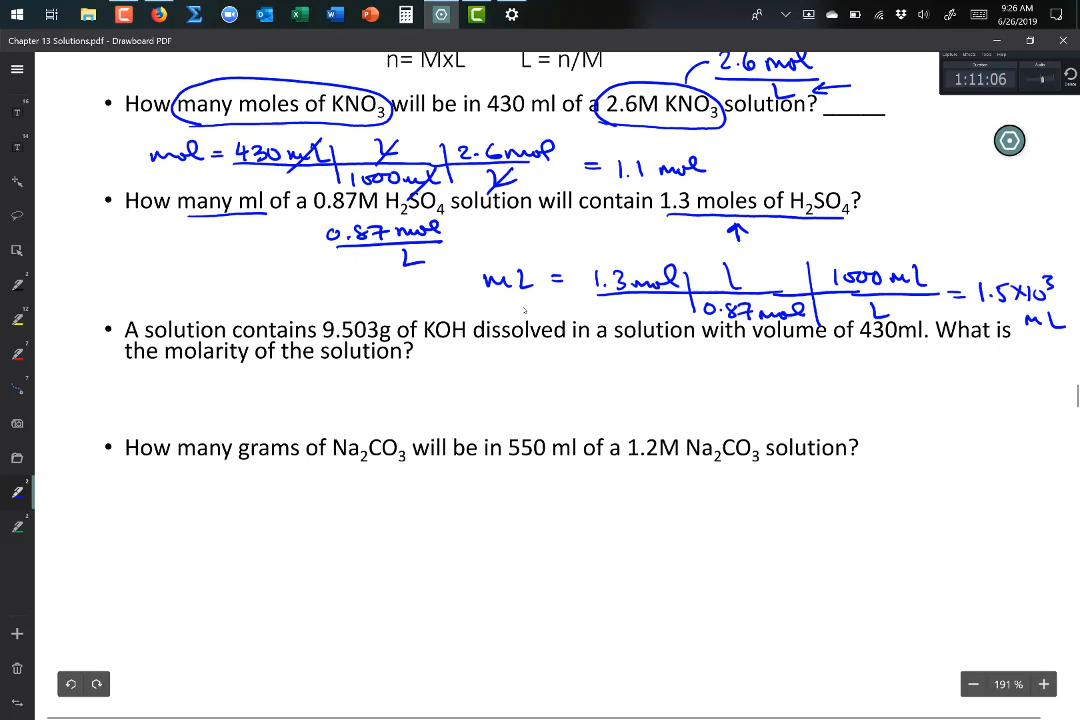 9:26 AM
6/26/2019
Chapter 13 Solutions.pdf - Drawboard PDF
n= MxL L = n/M
2.6 mol
L
• How many moles of KNO3 will be in 430 ml of a 2.6M KNO3 solution? _____
mol = 430 mL | L | 2.6 mol
1000 mL | L
= 1.1 mol
• How many ml of a 0.87M H2SO4 solution will contain 1.3 moles of H2SO4?
0.87 mol
L
mL = 1.3 mol | L | 1000 mL
0.87 mol | L
= 1.5×10³
mL
• A solution contains 9.503g of KOH dissolved in a solution with volume of 430ml. What is
the molarity of the solution?
• How many grams of Na2CO3 will be in 550 ml of a 1.2M Na2CO3 solution?
Duration
Audio
1:11:06
191 %